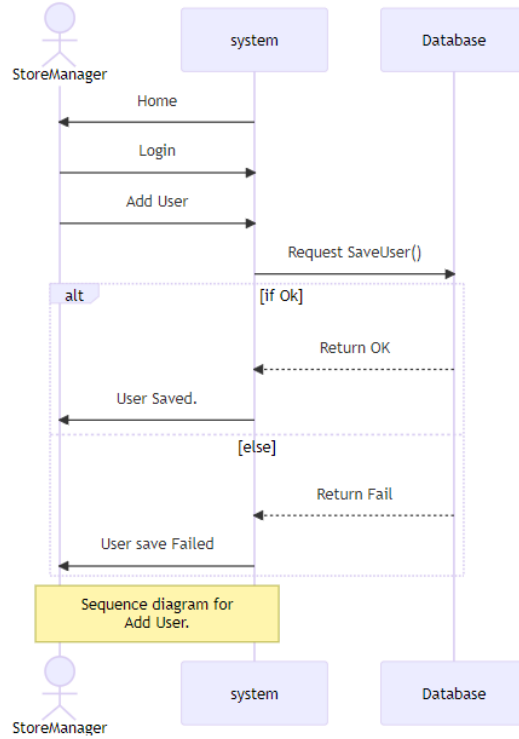 StoreManager
system
Database
Home
Login
Add User
Request SaveUser()
alt
[if Ok]
Return OK
User Saved.
[else]
Return Fail
User save Failed
Sequence diagram for
Add User.
StoreManager
system
Database